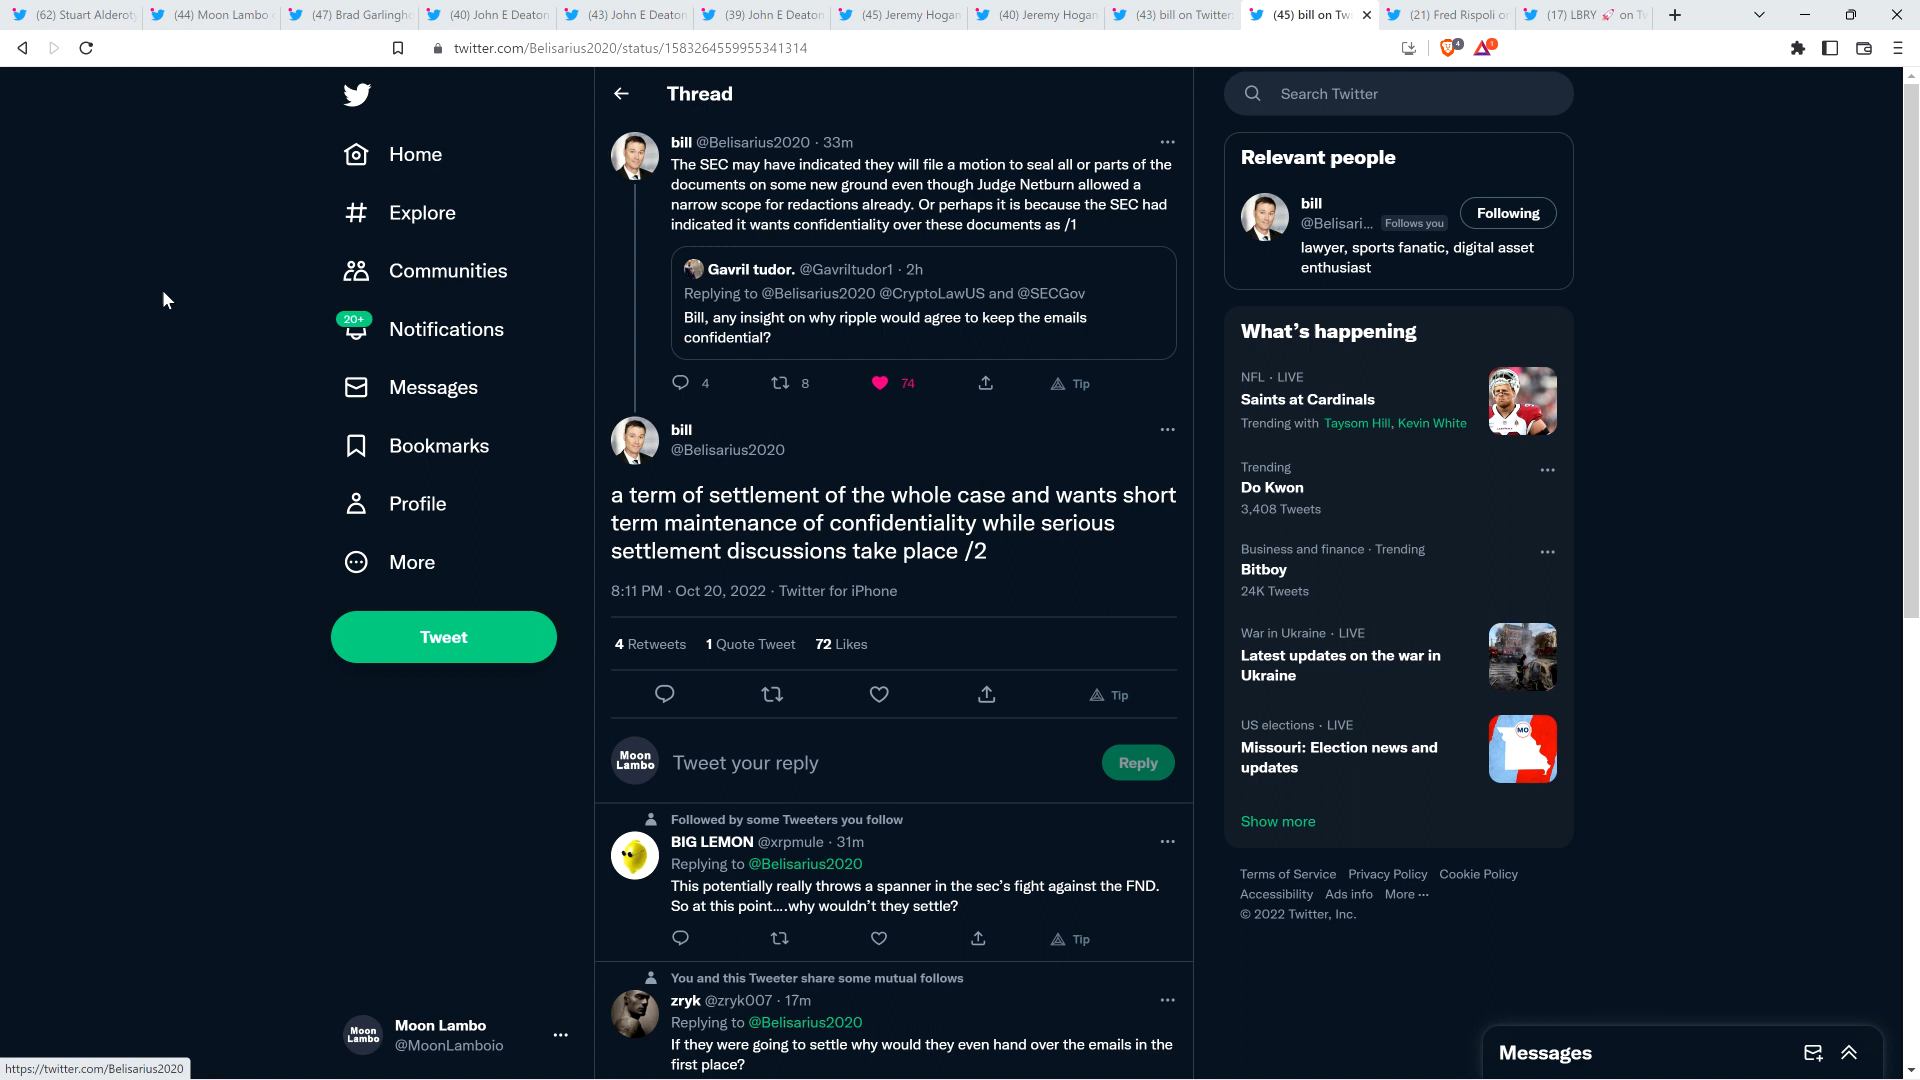 (62) Stuart Alderoty
(44) Moon Lambo
(47) Brad Garlingho
(40) John E Deaton
(43) John E Deaton
(39) John E Deaton
(45) Jeremy Hogan
(40) Jeremy Hogan
(43) bill on Twitter:
(45) bill on Tw
(21) Fred Rispoli on
(17) LBRY 🚀 on Tw
twitter.com/Belisarius2020/status/1583264559955341314
4
1
Home
Explore
Communities
20+
Notifications
Messages
Bookmarks
Profile
More
Tweet
Moon Lambo
Moon Lambo
@MoonLamboio
https://twitter.com/Belisarius2020
Thread
bill @Belisarius2020 · 33m
The SEC may have indicated they will file a motion to seal all or parts of the
documents on some new ground even though Judge Netburn allowed a
narrow scope for redactions already. Or perhaps it is because the SEC had
indicated it wants confidentiality over these documents as /1
Gavril tudor. @Gavriltudor1 · 2h
Replying to @Belisarius2020 @CryptoLawUS and @SECGov
Bill, any insight on why ripple would agree to keep the emails
confidential?
4 8 74 Tip
bill
@Belisarius2020
a term of settlement of the whole case and wants short
term maintenance of confidentiality while serious
settlement discussions take place /2
8:11 PM · Oct 20, 2022 · Twitter for iPhone
4 Retweets 1 Quote Tweet 72 Likes
Tip
Moon Lambo
Tweet your reply
Reply
Followed by some Tweeters you follow
BIG LEMON @xrpmule · 31m
Replying to @Belisarius2020
This potentially really throws a spanner in the sec's fight against the FND.
So at this point....why wouldn't they settle?
Tip
You and this Tweeter share some mutual follows
zryk @zryk007 · 17m
Replying to @Belisarius2020
If they were going to settle why would they even hand over the emails in the
first place?
Search Twitter
Relevant people
bill
@Belisari... Follows you
Following
lawyer, sports fanatic, digital asset
enthusiast
What's happening
NFL · LIVE
Saints at Cardinals
Trending with Taysom Hill, Kevin White
Trending
Do Kwon
3,408 Tweets
Business and finance · Trending
Bitboy
24K Tweets
War in Ukraine · LIVE
Latest updates on the war in
Ukraine
US elections · LIVE
Missouri: Election news and
updates
MO
Show more
Terms of Service Privacy Policy Cookie Policy
Accessibility Ads info More ···
© 2022 Twitter, Inc.
Messages